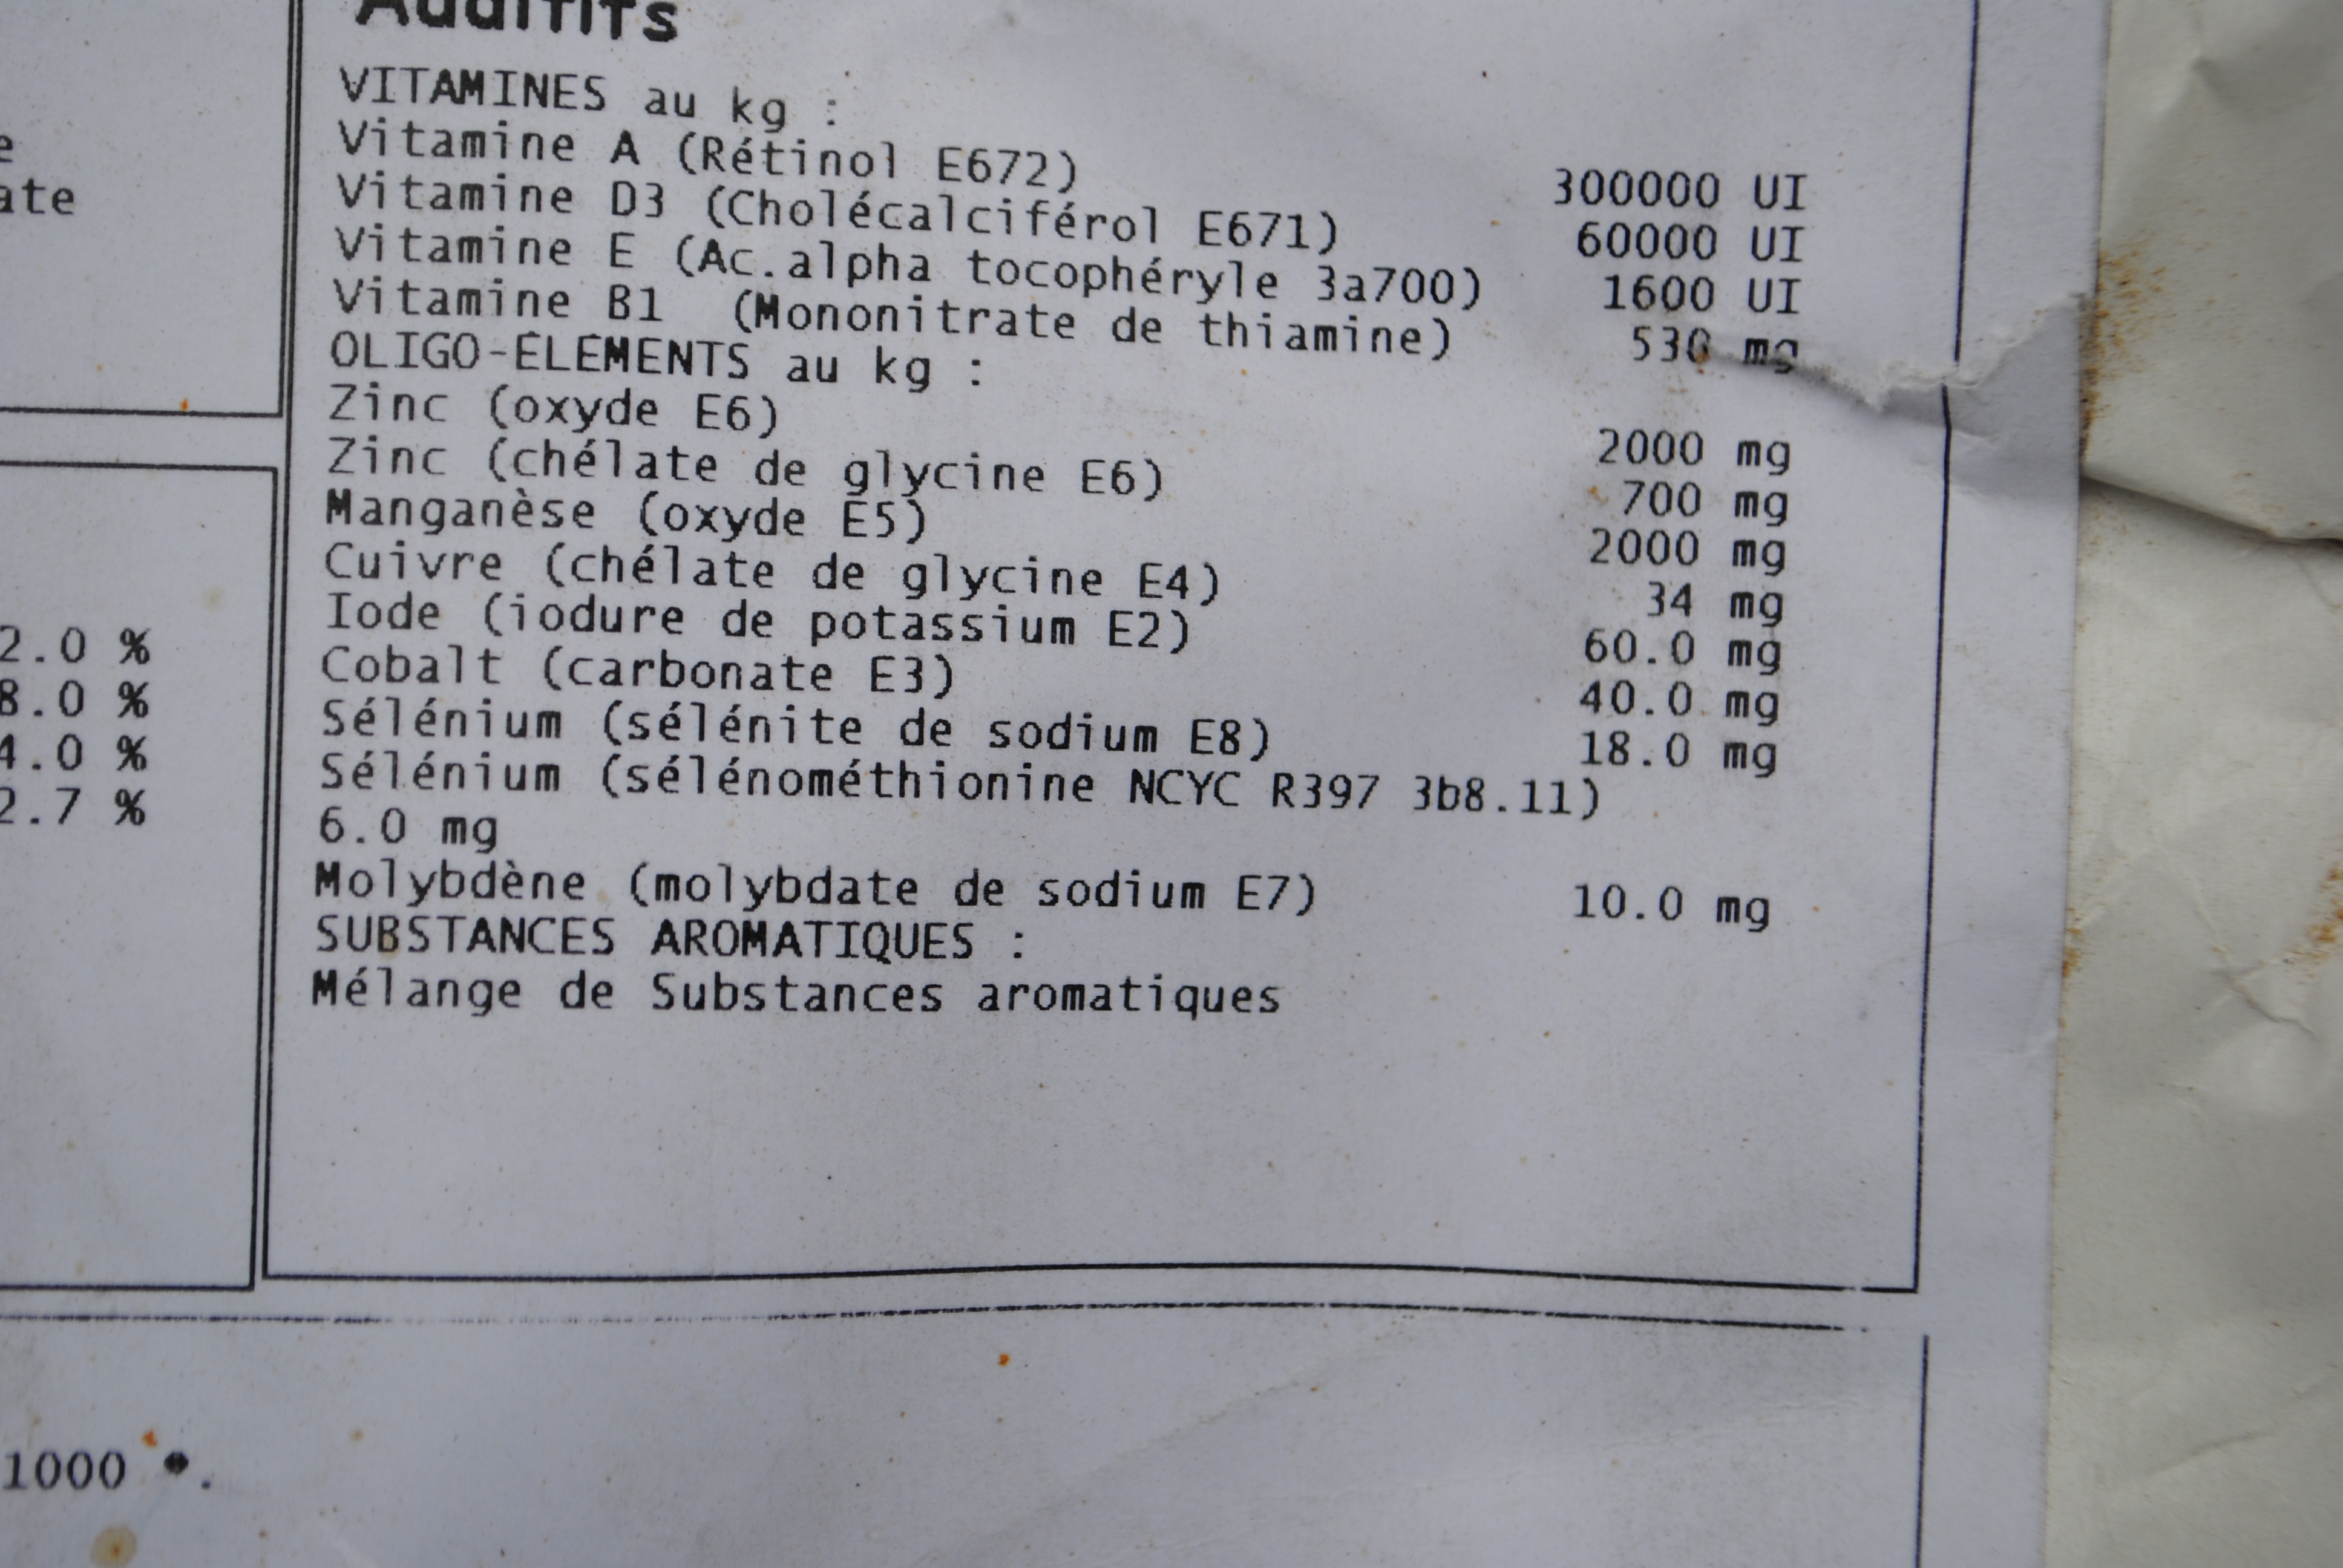 Additifs
VITAMINES au kg :
Vitamine A (Rétinol E672) 300000 UI
Vitamine D3 (Cholécalciférol E671) 60000 UI
Vitamine E (Ac.alpha tocophéryle 3a700) 1600 UI
Vitamine B1 (Mononitrate de thiamine) 530 mg
OLIGO-ÉLÉMENTS au kg :
Zinc (oxyde E6) 2000 mg
Zinc (chélate de glycine E6) 700 mg
Manganèse (oxyde E5) 2000 mg
Cuivre (chélate de glycine E4) 34 mg
Iode (iodure de potassium E2) 60.0 mg
Cobalt (carbonate E3) 40.0 mg
Sélénium (sélénite de sodium E8) 18.0 mg
Sélénium (sélénométhionine NCYC R397 3b8.11)
6.0 mg
Molybdène (molybdate de sodium E7) 10.0 mg
SUBSTANCES AROMATIQUES :
Mélange de Substances aromatiques
2.0 %
8.0 %
4.0 %
2.7 %
1000